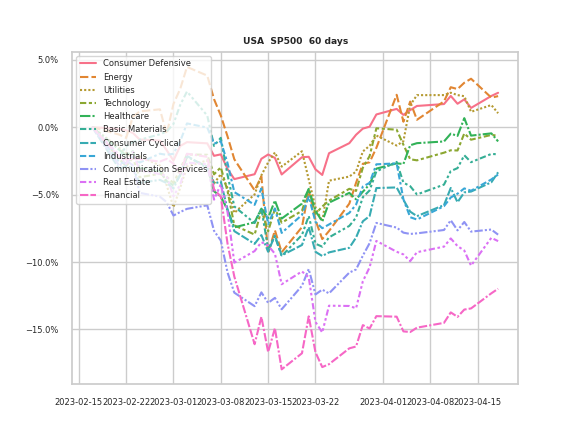 USA  SP500  60 days
5.0%
0.0%
−5.0%
−10.0%
−15.0%
Consumer Defensive
Energy
Utilities
Technology
Healthcare
Basic Materials
Consumer Cyclical
Industrials
Communication Services
Real Estate
Financial
2023-02-15 2023-02-22 2023-03-01 2023-03-08 2023-03-15 2023-03-22 2023-04-01 2023-04-08 2023-04-15